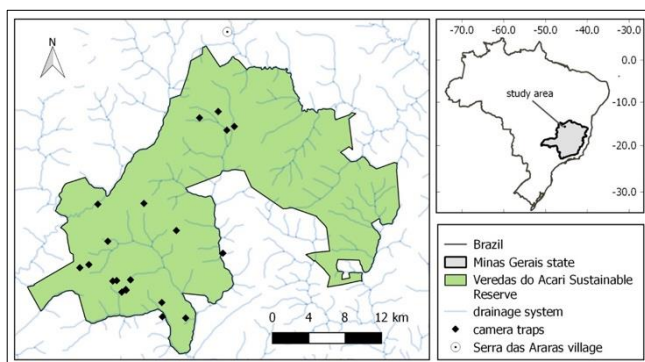 N
0 4 8 12 km
-70.0 -60.0 -50.0 -40.0 -30.0
0.0
study area
-10.0
-20.0
-30.0
Brazil
Minas Gerais state
Veredas do Acari Sustainable
Reserve
drainage system
camera traps
Serra das Araras village